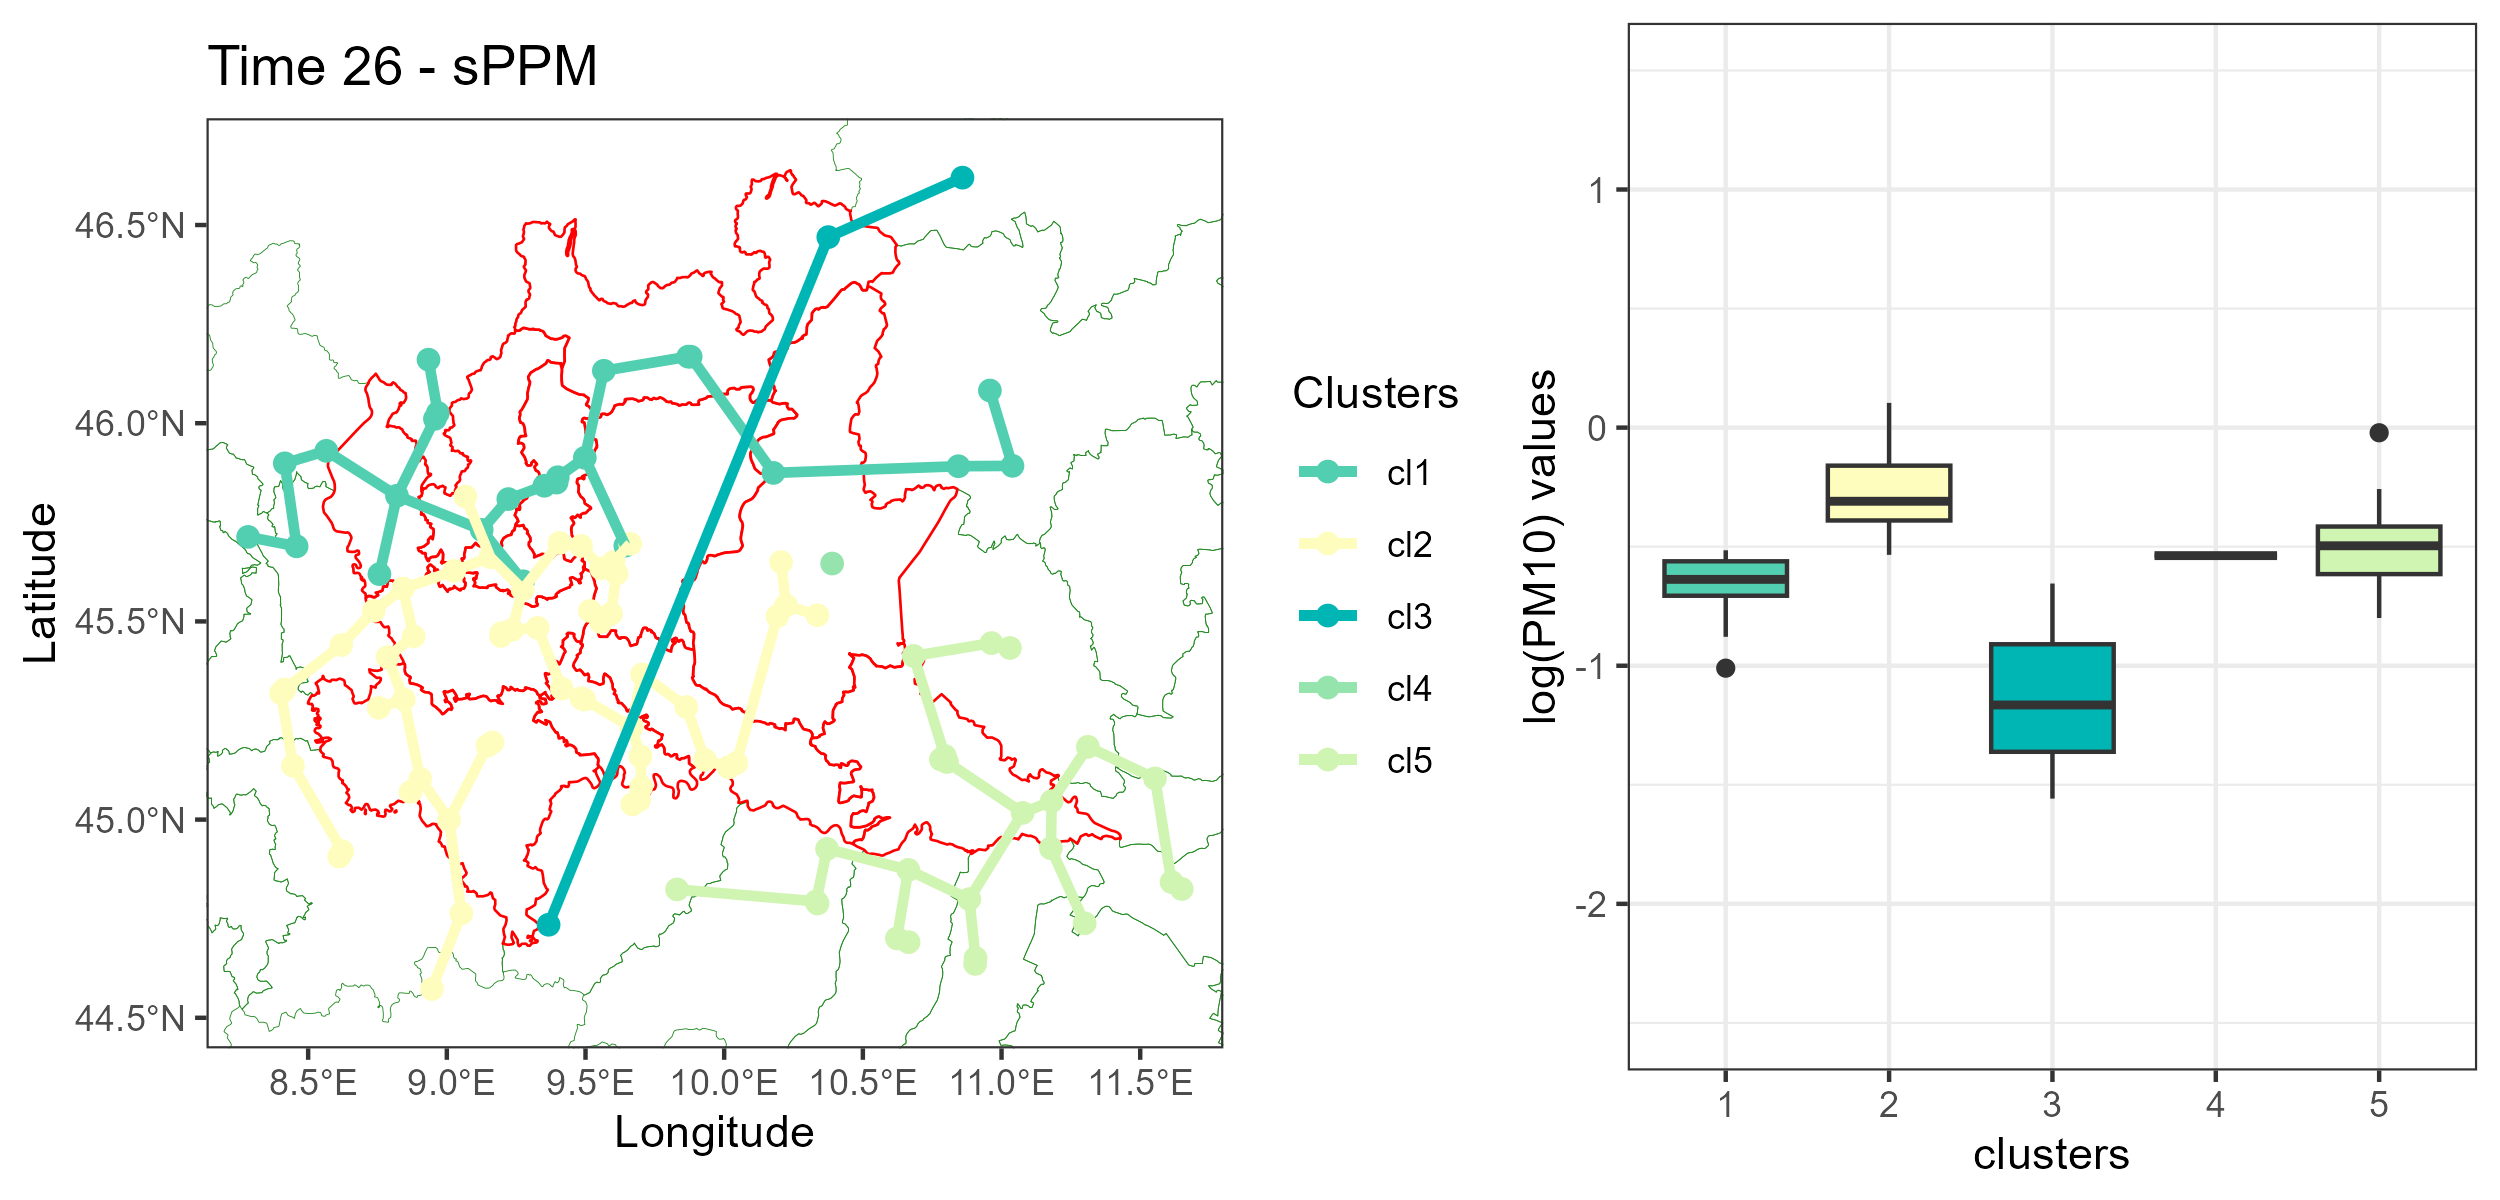 Time 26 - sPPM
46.5°N
46.0°N
45.5°N
45.0°N
44.5°N
Latitude
8.5°E 9.0°E 9.5°E 10.0°E 10.5°E 11.0°E 11.5°E
Longitude
Clusters
cl1
cl2
cl3
cl4
cl5
log(PM10) values
1
0
-1
-2
1 2 3 4 5
clusters